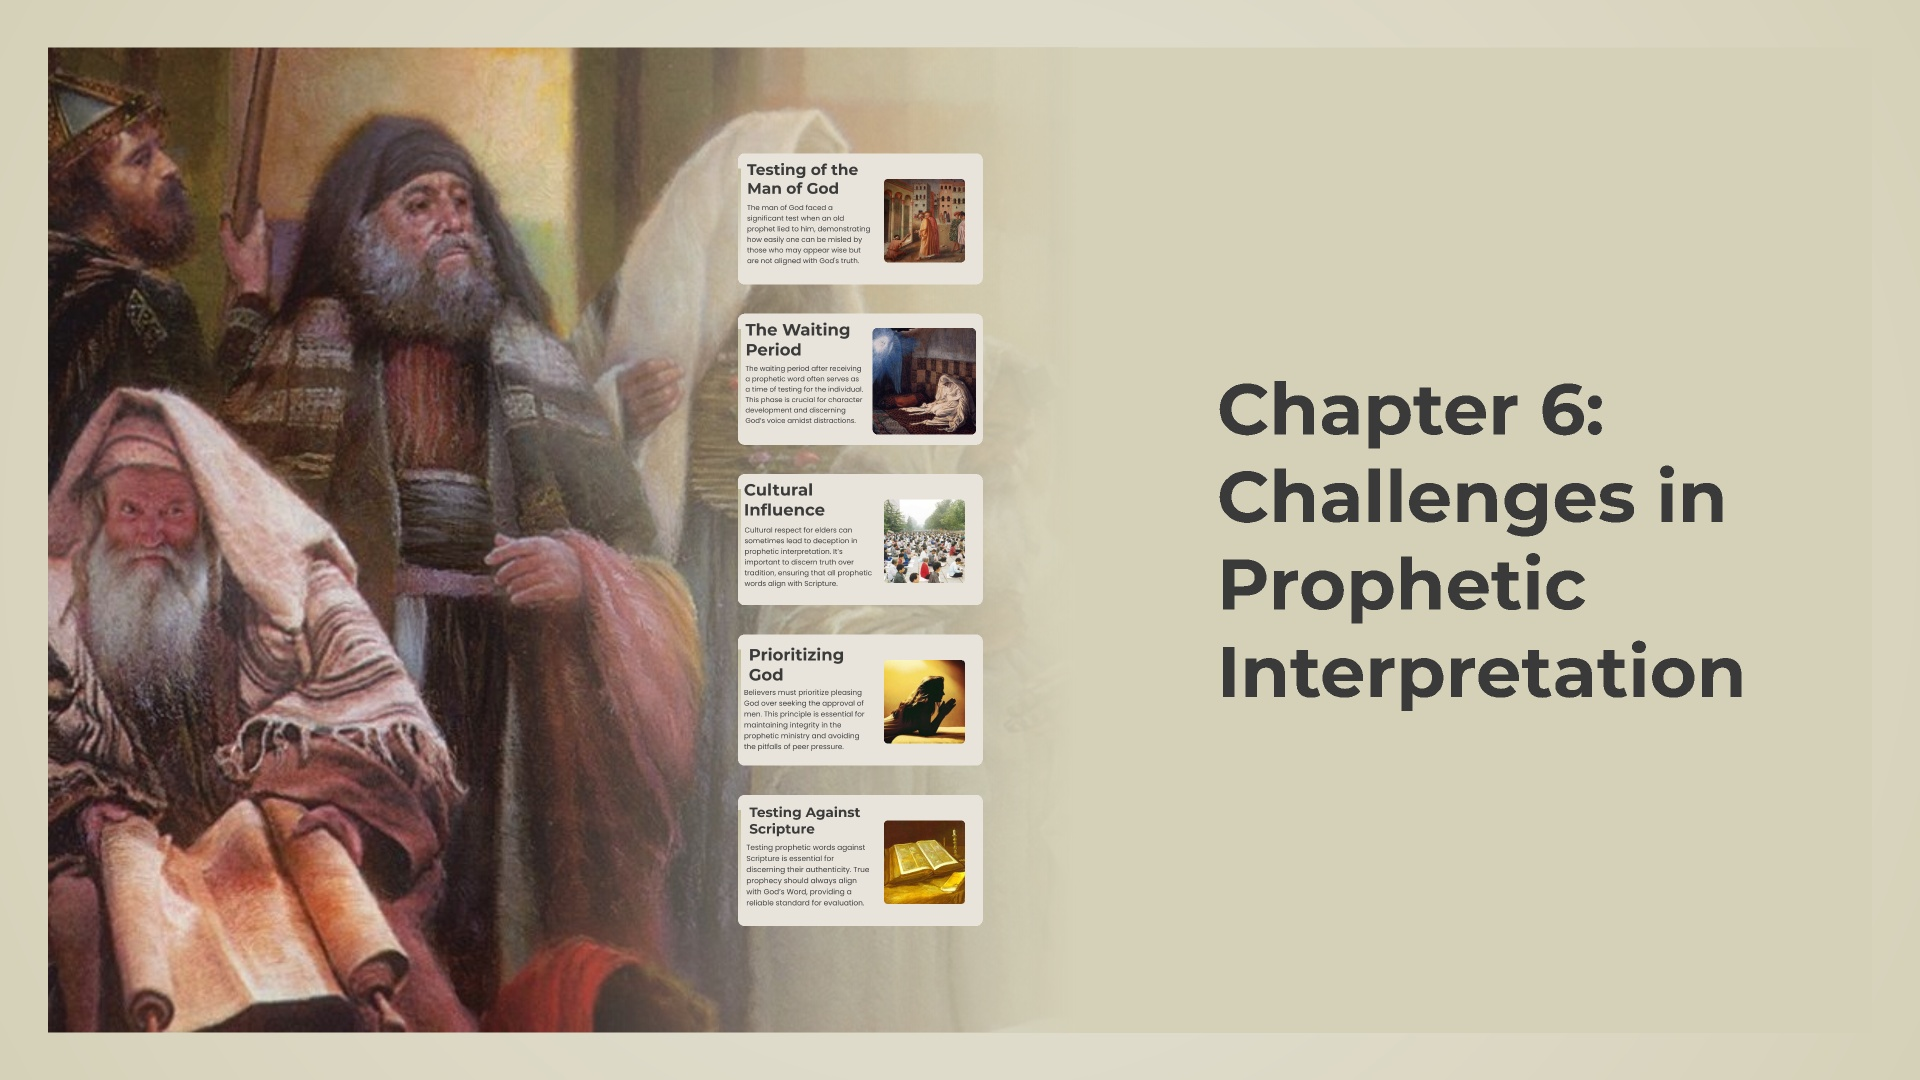 Testing of the
Man of God
The man of God faced a
significant test when an old
prophet lied to him, demonstrating
how easily one can be misled by
those who may appear wise but
are not aligned with God's truth.
The Waiting
Period
The waiting period after receiving
a prophetic word often serves as
a time of testing for the individual.
This phase is crucial for character
development and discerning
God's voice amidst distractions.
Cultural
Influence
Cultural respect for elders can
sometimes lead to deception in
prophetic interpretation. It's
important to discern truth over
tradition, ensuring that all prophetic
words align with Scripture.
Prioritizing
God
Believers must prioritize pleasing
God over seeking the approval of
men. This principle is essential for
maintaining integrity in the
prophetic ministry and avoiding
the pitfalls of peer pressure.
Testing Against
Scripture
Testing prophetic words against
Scripture is essential for
discerning their authenticity. True
prophecy should always align
with God's Word, providing a
reliable standard for evaluation.
Chapter 6:
Challenges in
Prophetic
Interpretation